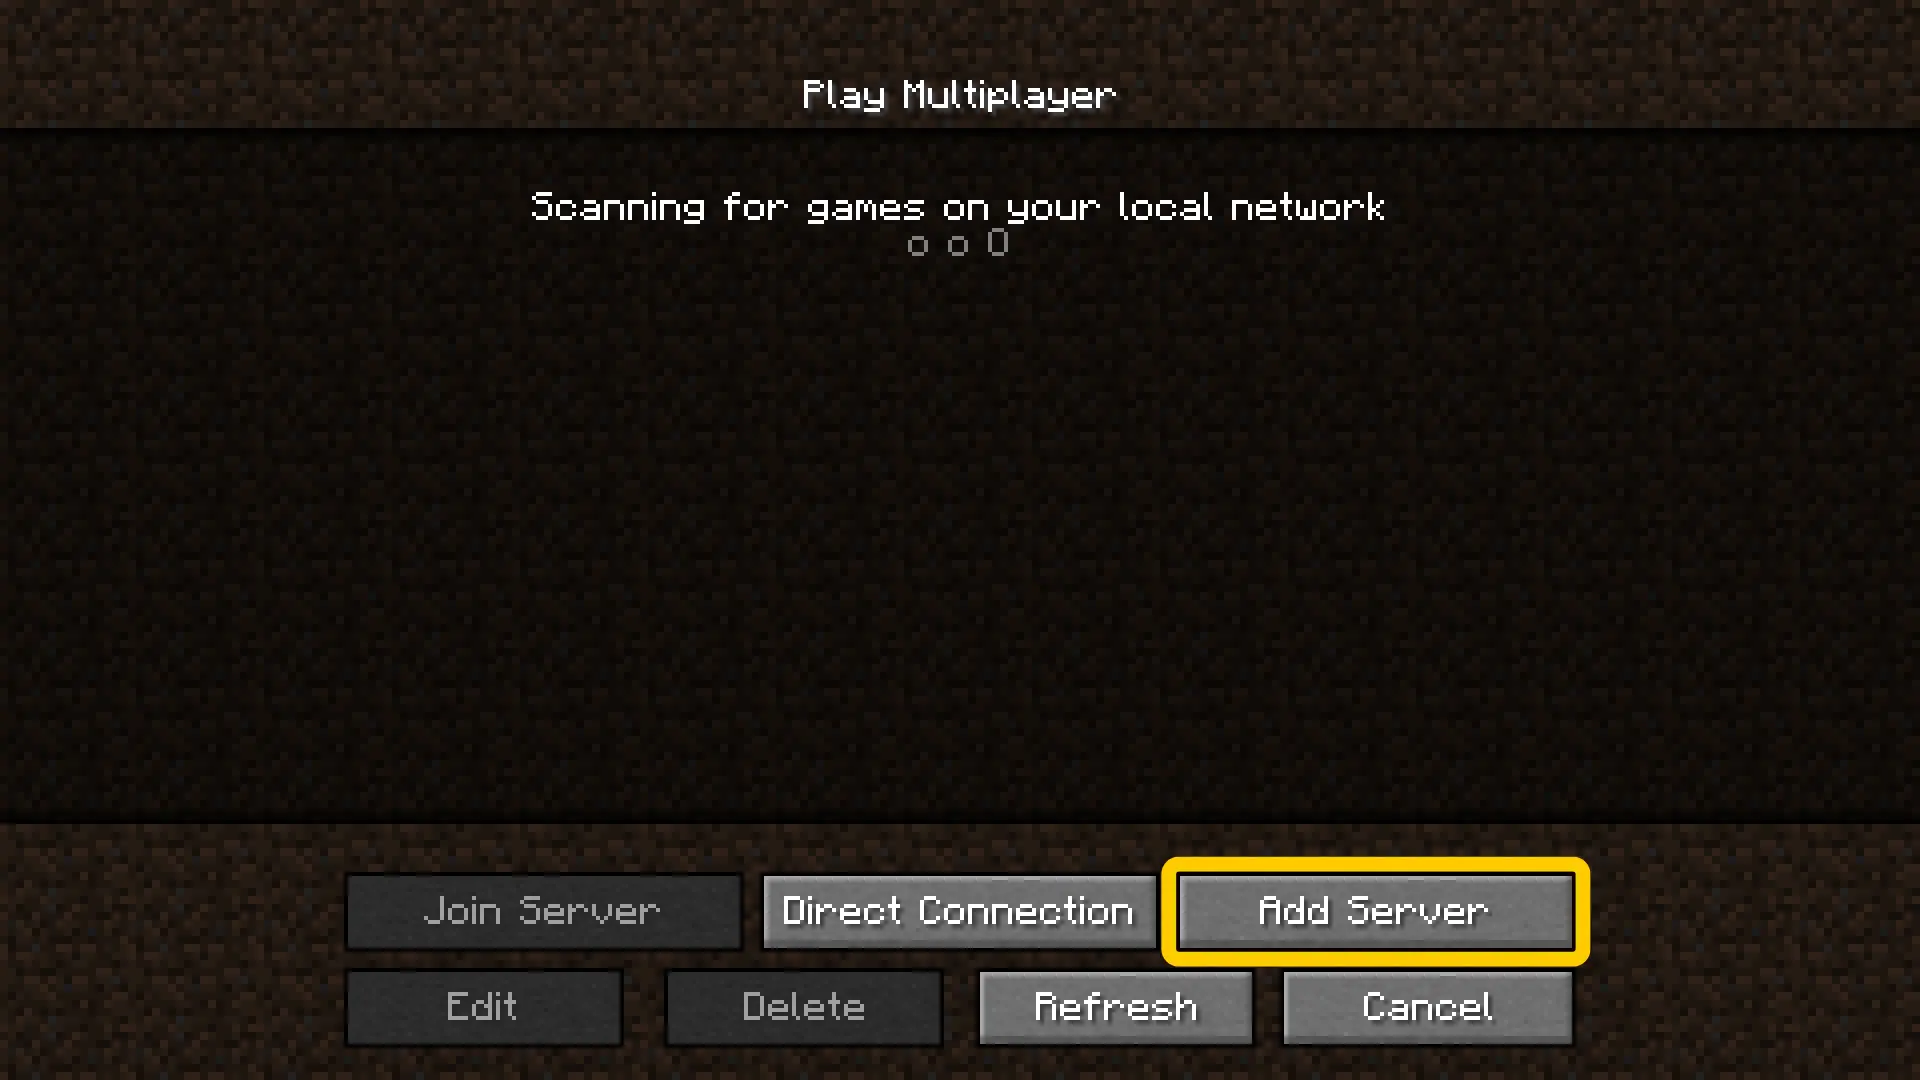 Play Multiplayer
Scanning for games on your local network
o o O
Join Server
Direct Connection
Add Server
Edit
Delete
Refresh
Cancel